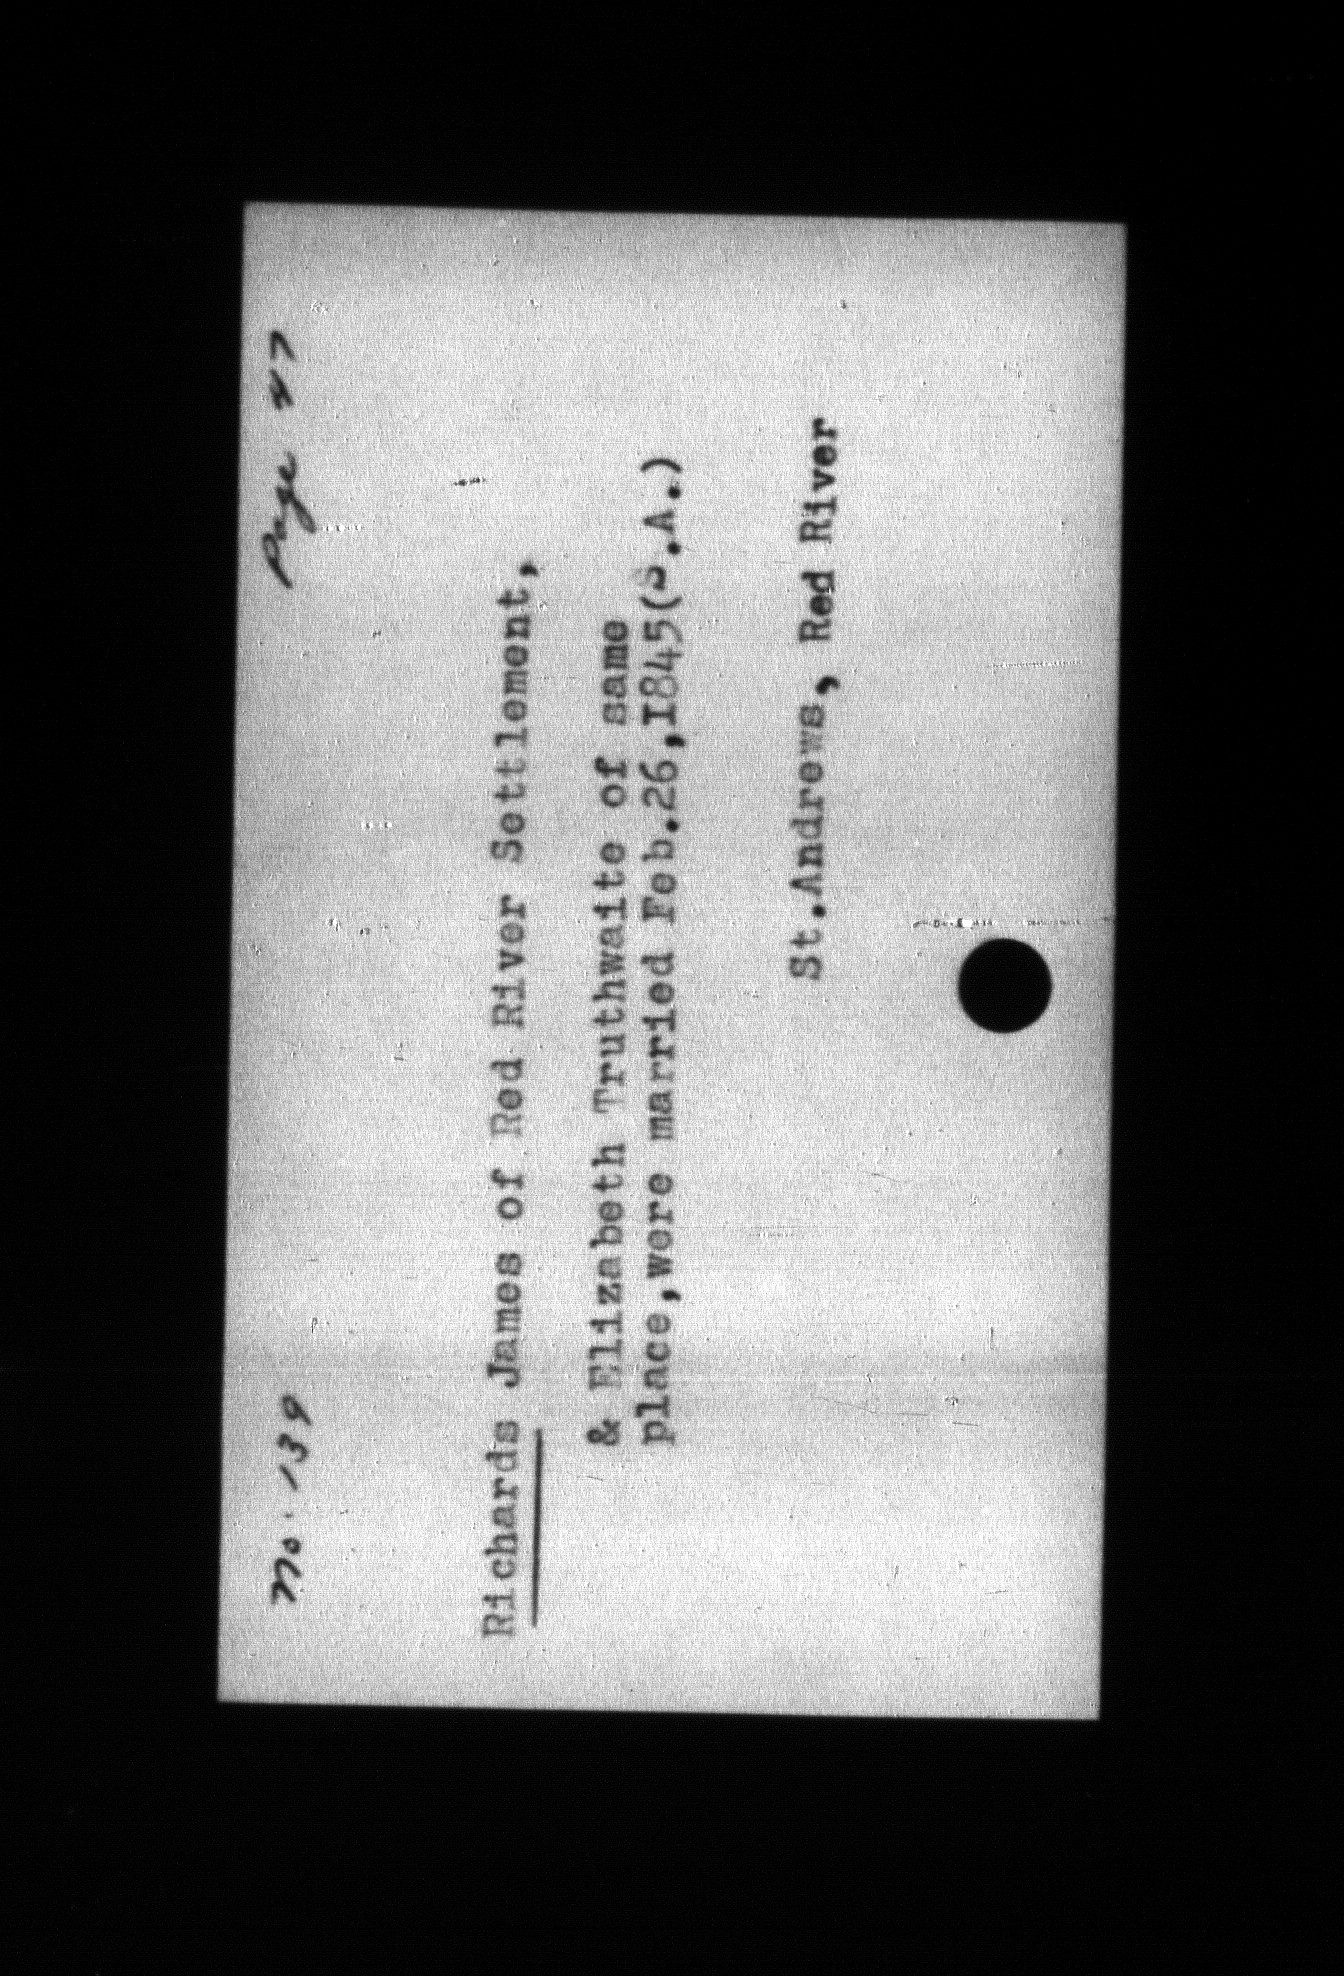 No. 139 Page 47
Richards James of Red River Settlement,
& Elizabeth Truthwaite of same
place,were married Feb.26,I845(S.A.)
St.Andrews, Red River